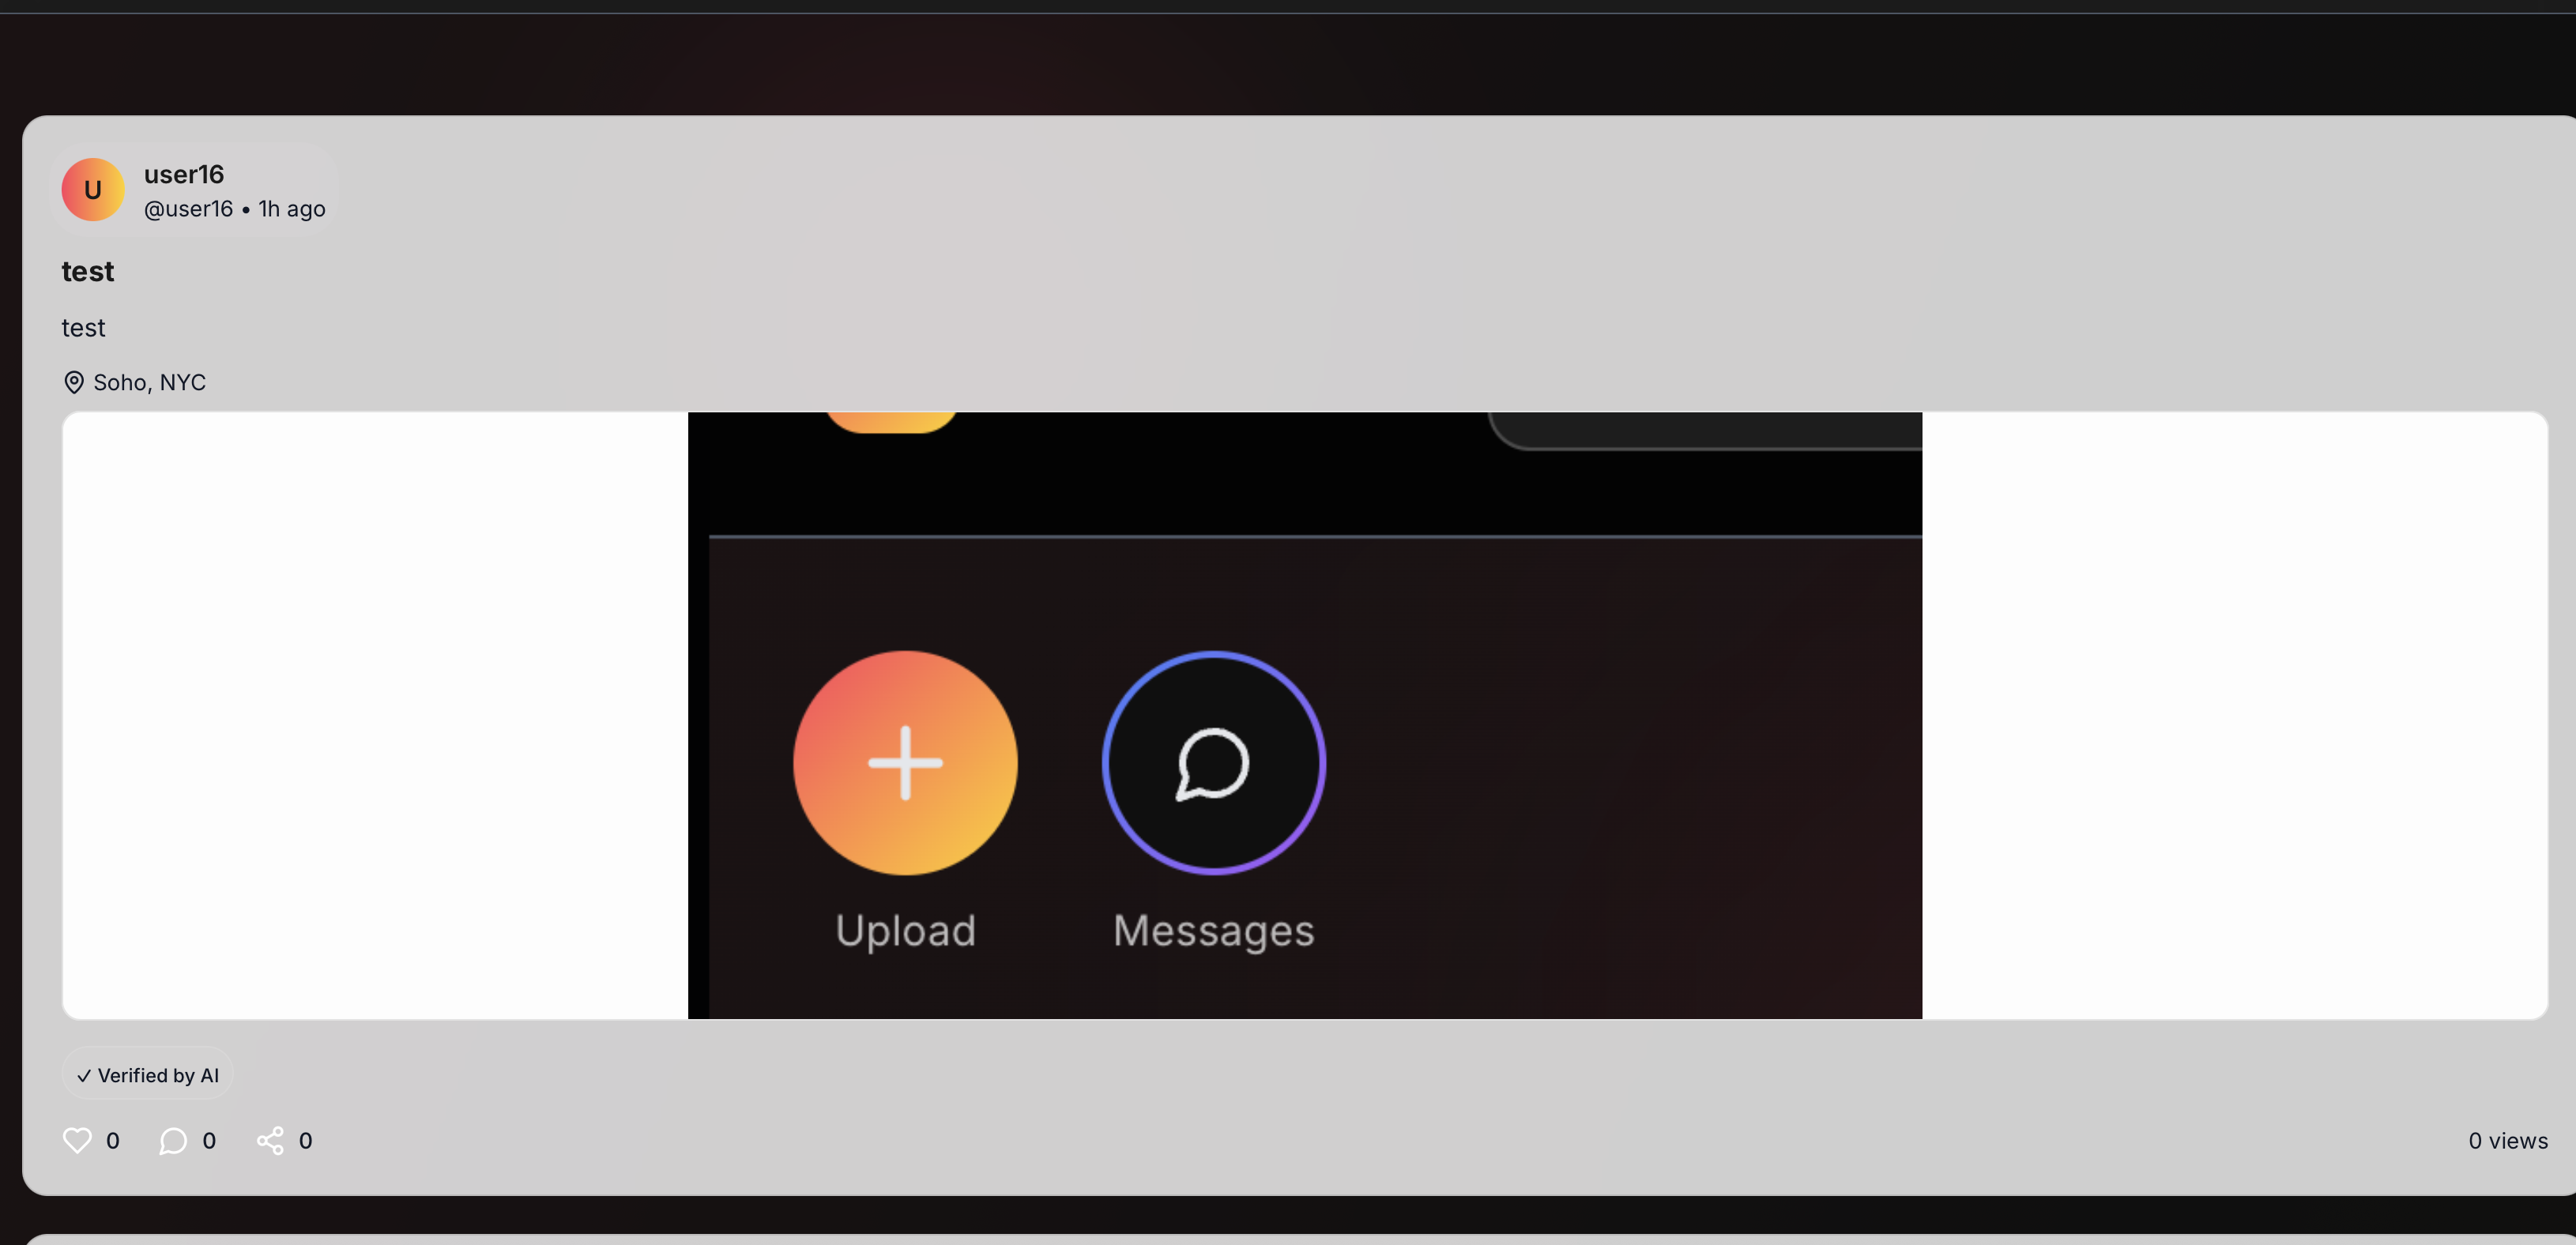 U
user16
@user16 • 1h ago
test
test
Soho, NYC
Upload
Messages
✓ Verified by AI
0
0
0
0 views